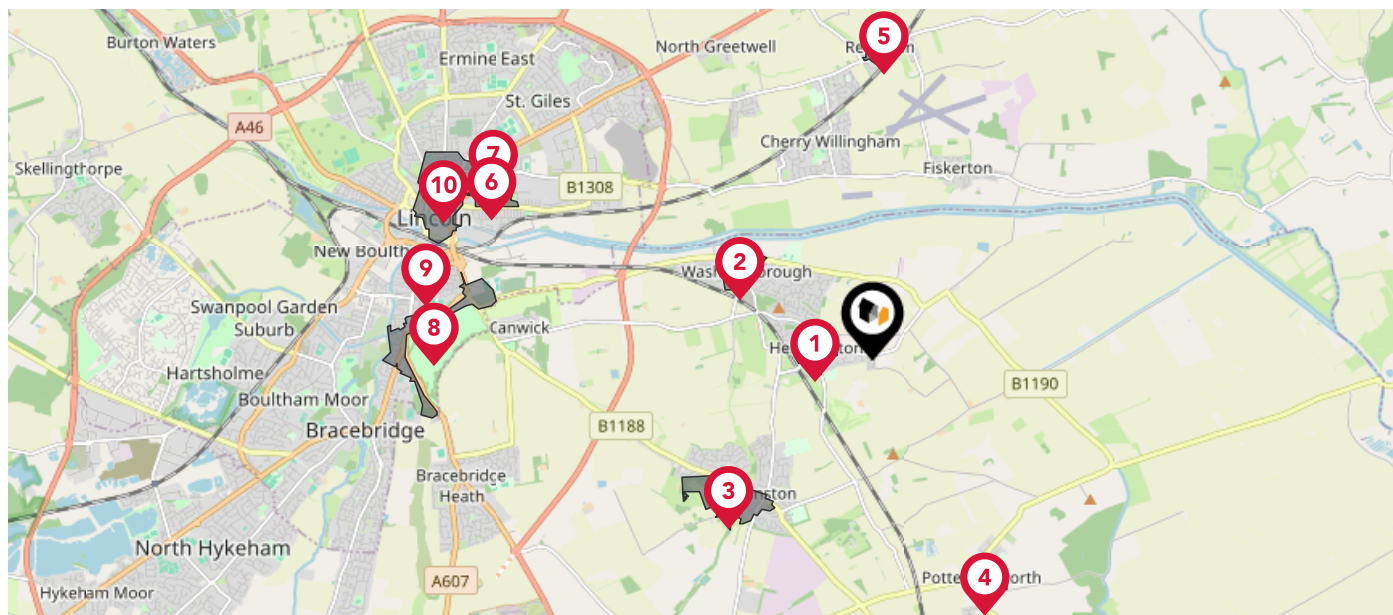 Burton Waters
Ermine East
North Greetwell
5
St. Giles
A46
Cherry Willingham
Skellingthorpe
7
Fiskerton
10
6
B1308
Lincoln
New Boulth
9
2
Swanpool Garden
Suburb
8
Canwick
1
Hartsholme
B1190
Boultham Moor
Bracebridge
B1188
Bracebridge
Heath
3
North Hykeham
A607
4
Hykeham Moor